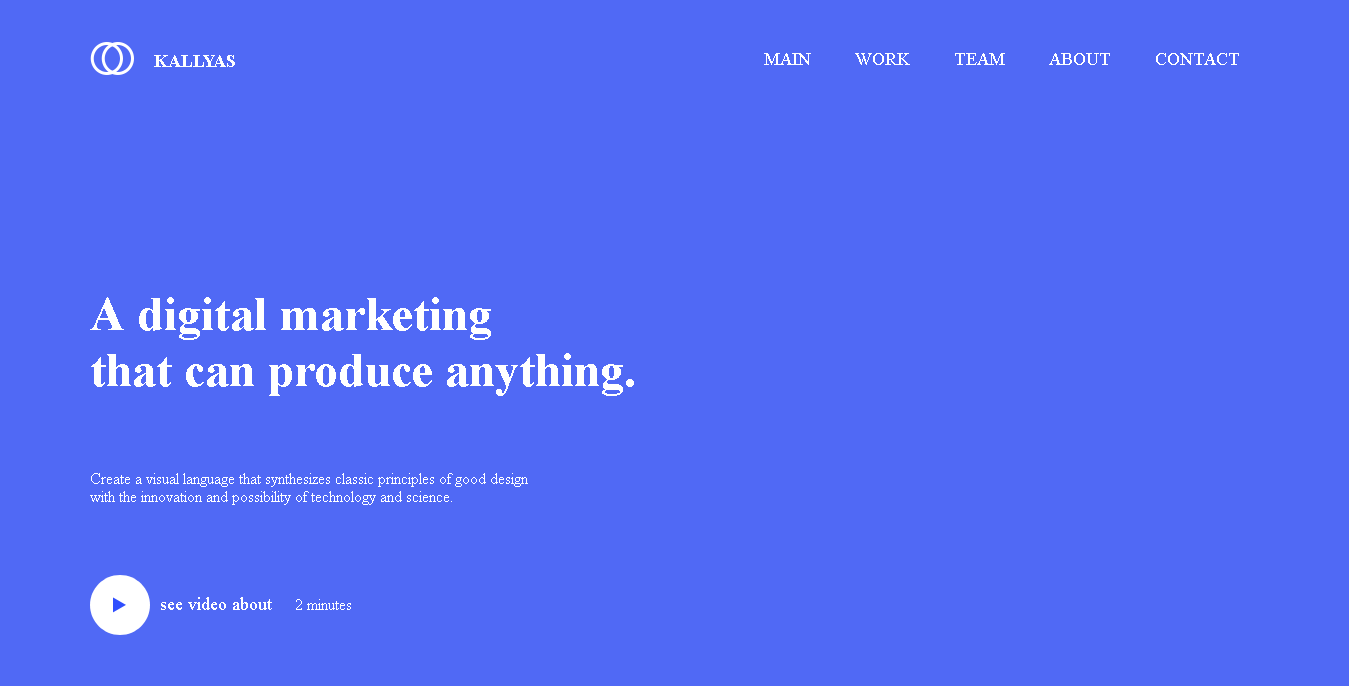 KALLYAS
MAIN WORK TEAM ABOUT CONTACT
A digital marketing
that can produce anything.
Create a visual language that synthesizes classic principles of good design
with the innovation and possibility of technology and science.
see video about 2 minutes